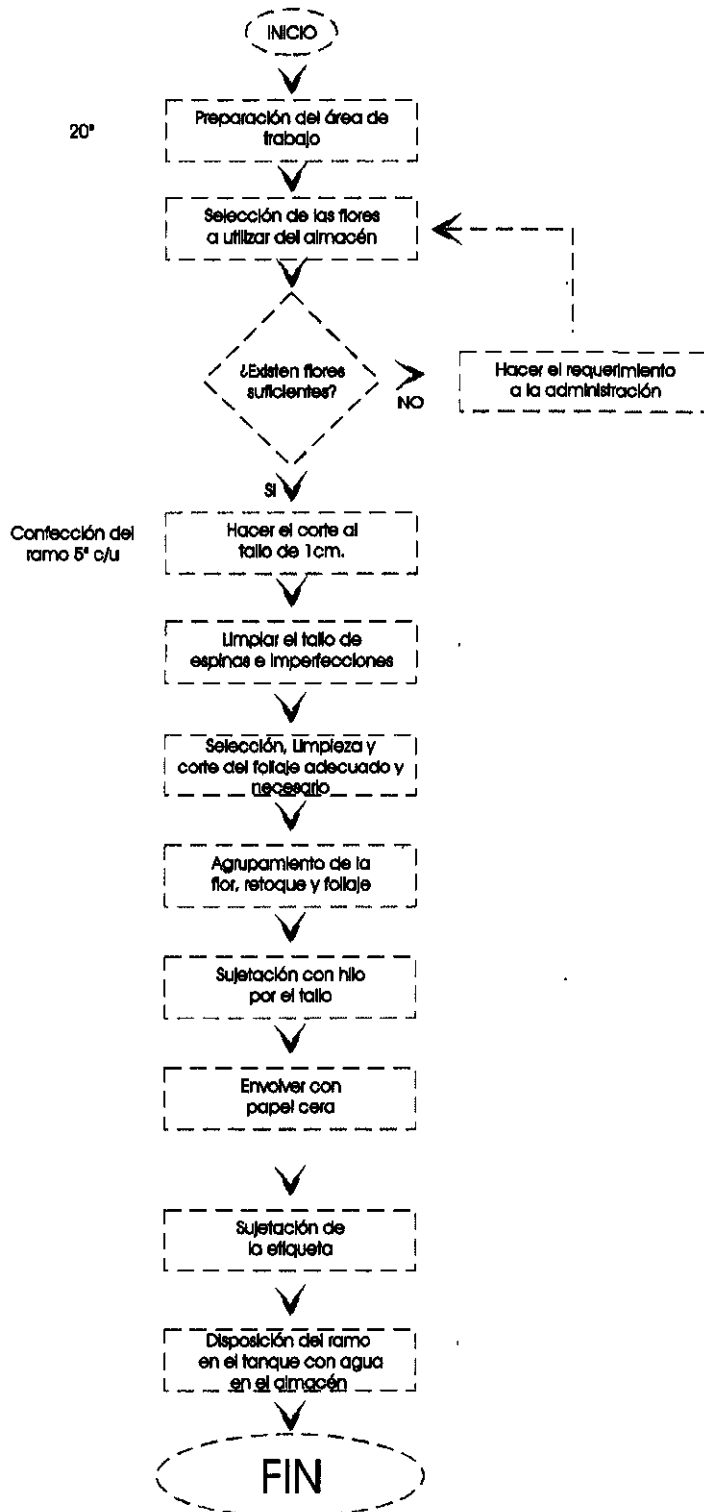 INICIO
20"
Preparación del área de
trabajo
Selección de las flores
a utilizar del almacén
¿Existen flores
suficientes?
NO
Hacer el requerimiento
a la administración
SI
Confección del
ramo 5" c/u
Hacer el corte al
tallo de 1cm.
Limpiar el tallo de
espinas e imperfecciones
Selección, Limpieza y
corte del follaje adecuado y
necesario
Agrupamiento de la
flor, retoque y follaje
Sujetación con hilo
por el tallo
Envolver con
papel cera
Sujetación de
la etiqueta
Disposición del ramo
en el tanque con agua
en el almacén
FIN